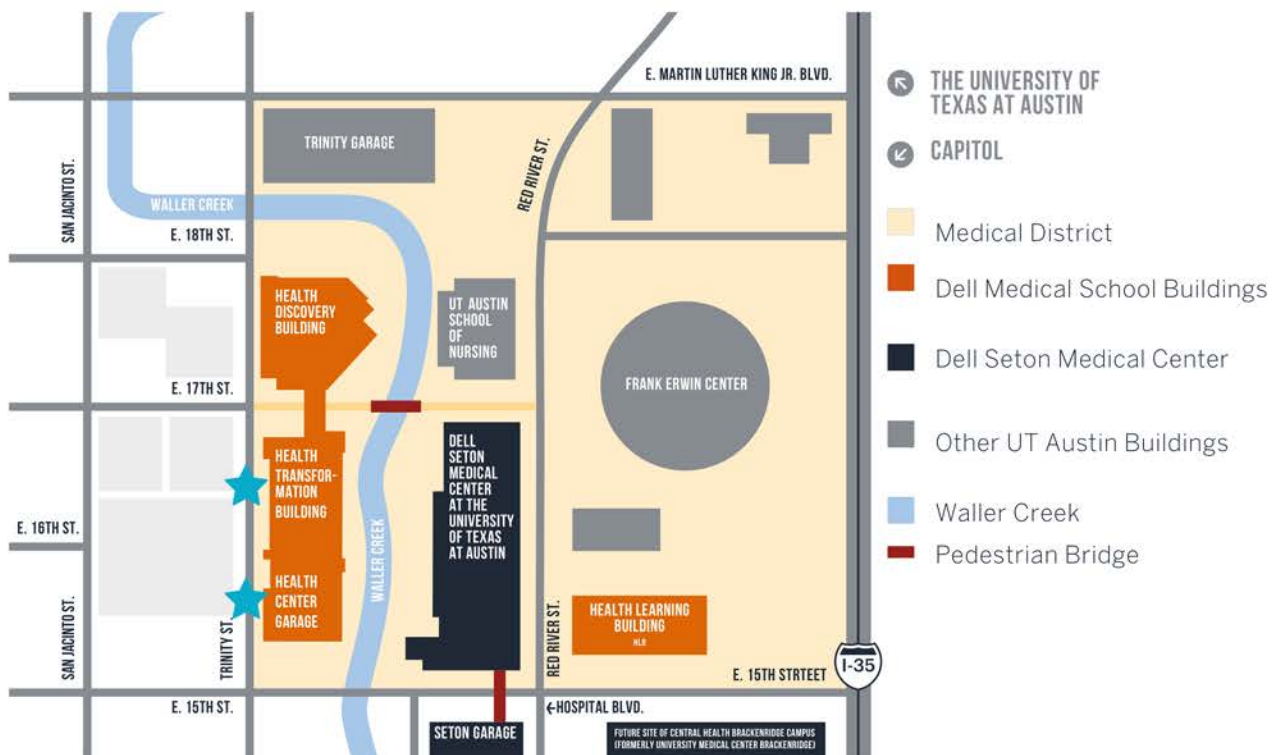 E. MARTIN LUTHER KING JR. BLVD.
THE UNIVERSITY OF
TEXAS AT AUSTIN
CAPITOL
TRINITY GARAGE
RED RIVER ST.
SAN JACINTO ST.
WALLER CREEK
E. 18TH ST.
Medical District
Dell Medical School Buildings
Dell Seton Medical Center
Other UT Austin Buildings
Waller Creek
Pedestrian Bridge
HEALTH
DISCOVERY
BUILDING
UT AUSTIN
SCHOOL
OF
NURSING
FRANK ERWIN CENTER
E. 17TH ST.
HEALTH
TRANSFOR-
MATION
BUILDING
DELL
SETON
MEDICAL
CENTER
AT THE
UNIVERSITY
OF TEXAS
AT AUSTIN
E. 16TH ST.
WALLER CREEK
HEALTH
CENTER
GARAGE
HEALTH LEARNING
BUILDING
HLB
SAN JACINTO ST.
TRINITY ST.
RED RIVER ST.
E. 15TH STRTEET
I-35
E. 15TH ST.
←HOSPITAL BLVD.
SETON GARAGE
FUTURE SITE OF CENTRAL HEALTH BRACKENRIDGE CAMPUS
(FORMERLY UNIVERSITY MEDICAL CENTER BRACKENRIDGE)